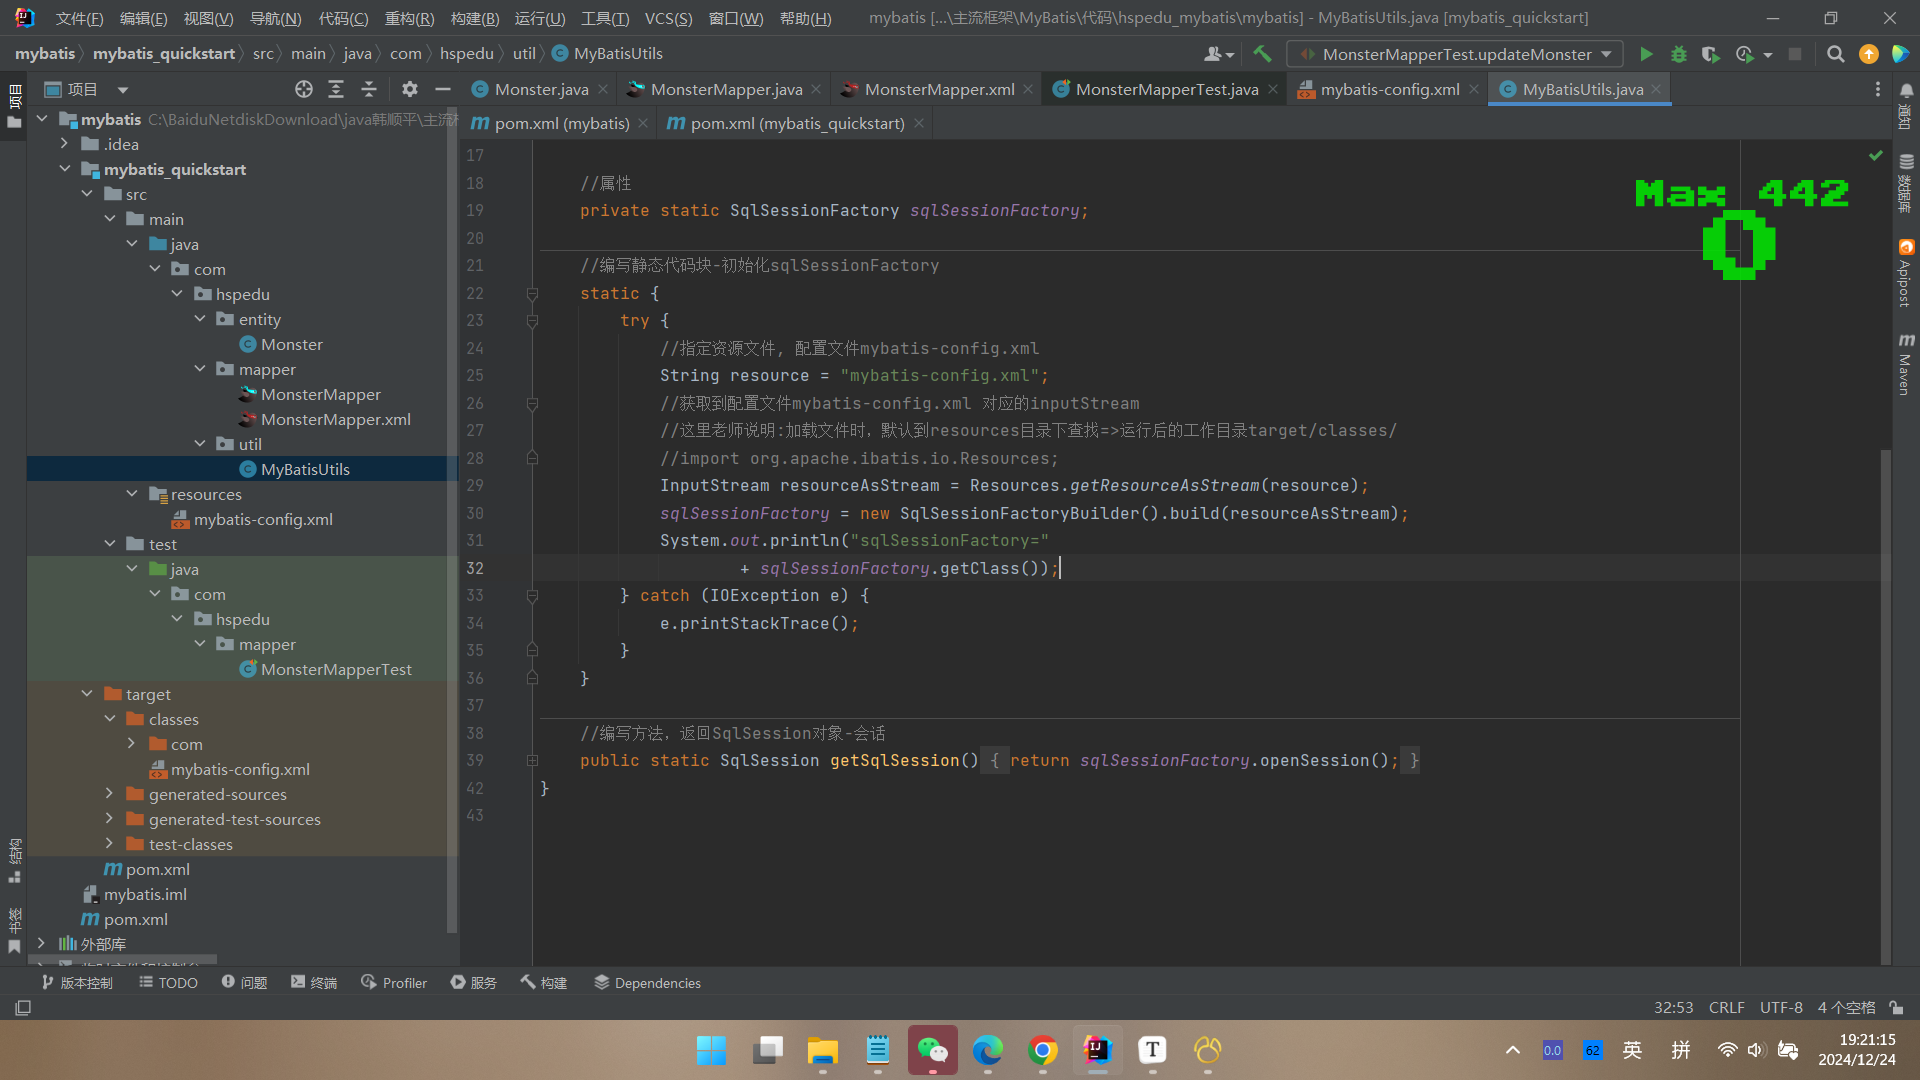 文件(F) 编辑(E) 视图(V) 导航(N) 代码(C) 重构(R) 构建(B) 运行(U) 工具(T) VCS(S) 窗口(W) 帮助(H) mybatis [...\主流框架\MyBatis\代码\hspedu_mybatis\mybatis] - MyBatisUtils.java [mybatis_quickstart]
mybatis mybatis_quickstart src main java com hspedu util MyBatisUtils
MonsterMapperTest.updateMonster
项目
Monster.java MonsterMapper.java MonsterMapper.xml MonsterMapperTest.java mybatis-config.xml MyBatisUtils.java
pom.xml (mybatis) pom.xml (mybatis_quickstart)
项目
结构
书签
mybatis C:\BaiduNetdiskDownload\java韩顺平\主流
.idea
mybatis_quickstart
src
main
java
com
hspedu
entity
Monster
mapper
MonsterMapper
MonsterMapper.xml
util
MyBatisUtils
resources
mybatis-config.xml
test
java
com
hspedu
mapper
MonsterMapperTest
target
classes
com
mybatis-config.xml
generated-sources
generated-test-sources
test-classes
pom.xml
mybatis.iml
pom.xml
外部库
17
18 //属性
19 private static SqlSessionFactory sqlSessionFactory;
20
21 //编写静态代码块-初始化sqlSessionFactory
22 static {
23 try {
24 //指定资源文件, 配置文件mybatis-config.xml
25 String resource = "mybatis-config.xml";
26 //获取到配置文件mybatis-config.xml 对应的inputStream
27 //这里老师说明:加载文件时，默认到resources目录下查找=>运行后的工作目录target/classes/
28 //import org.apache.ibatis.io.Resources;
29 InputStream resourceAsStream = Resources.getResourceAsStream(resource);
30 sqlSessionFactory = new SqlSessionFactoryBuilder().build(resourceAsStream);
31 System.out.println("sqlSessionFactory="
32 + sqlSessionFactory.getClass());
33 } catch (IOException e) {
34 e.printStackTrace();
35 }
36 }
37
38 //编写方法，返回SqlSession对象-会话
39 public static SqlSession getSqlSession() { return sqlSessionFactory.openSession(); }
42 }
43
Max 442
0
通知
数据库
Apipost
Maven
版本控制 TODO 问题 终端 Profiler 服务 构建 Dependencies
32:53 CRLF UTF-8 4 个空格
0.0 62 英 拼
19:21:15
2024/12/24